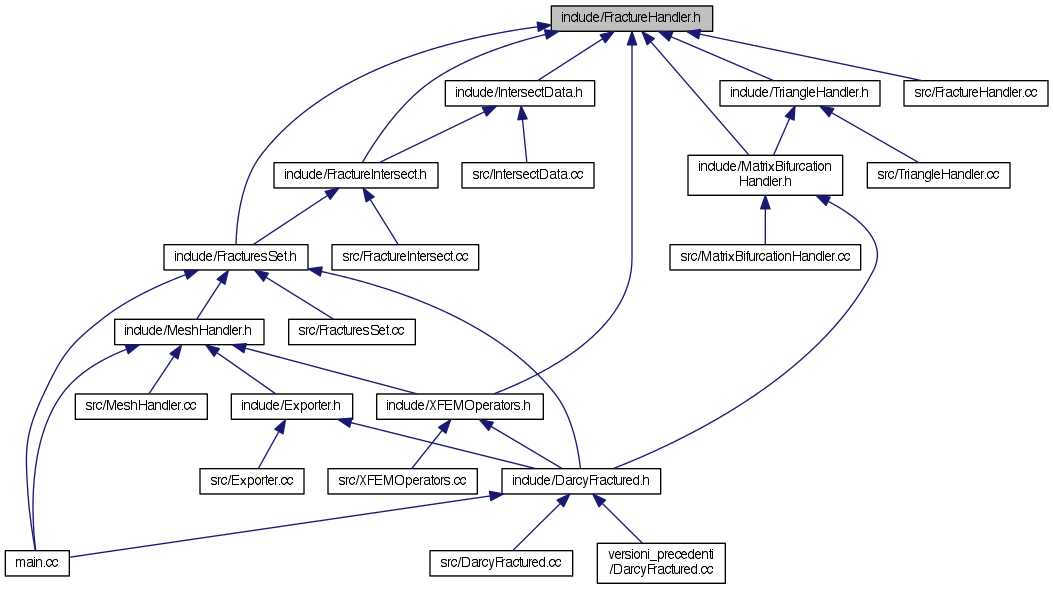 include/FractureHandler.h
include/IntersectData.h
include/TriangleHandler.h
src/FractureHandler.cc
include/FractureIntersect.h
src/IntersectData.cc
include/MatrixBifurcation
Handler.h
src/TriangleHandler.cc
include/FracturesSet.h
src/FractureIntersect.cc
src/MatrixBifurcationHandler.cc
include/MeshHandler.h
src/FracturesSet.cc
src/MeshHandler.cc
include/Exporter.h
include/XFEMOperators.h
src/Exporter.cc
src/XFEMOperators.cc
include/DarcyFractured.h
main.cc
src/DarcyFractured.cc
versioni_precedenti
/DarcyFractured.cc